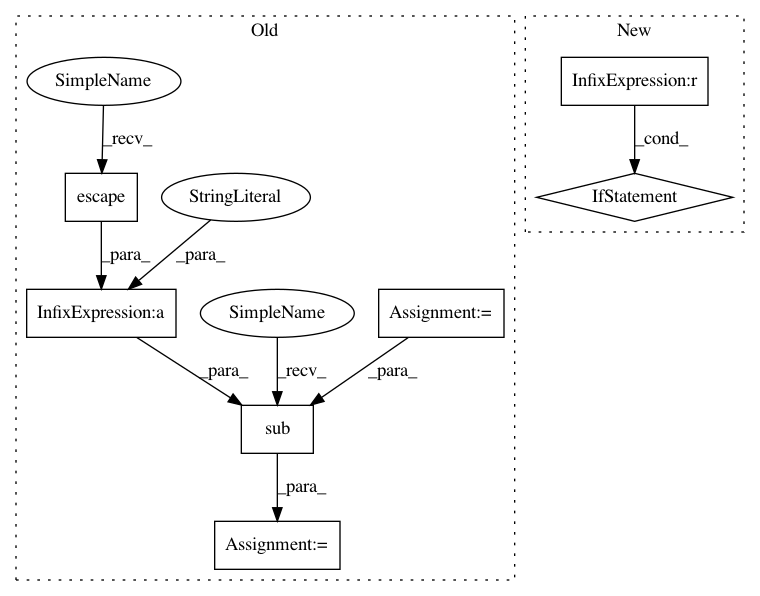 Old
New
SimpleName
InfixExpression:r
_recv_
_cond_
escape
StringLiteral
IfStatement
_para_
_para_
InfixExpression:a
SimpleName
Assignment:=
_para_
_recv_
_para_
sub
_para_
Assignment:=